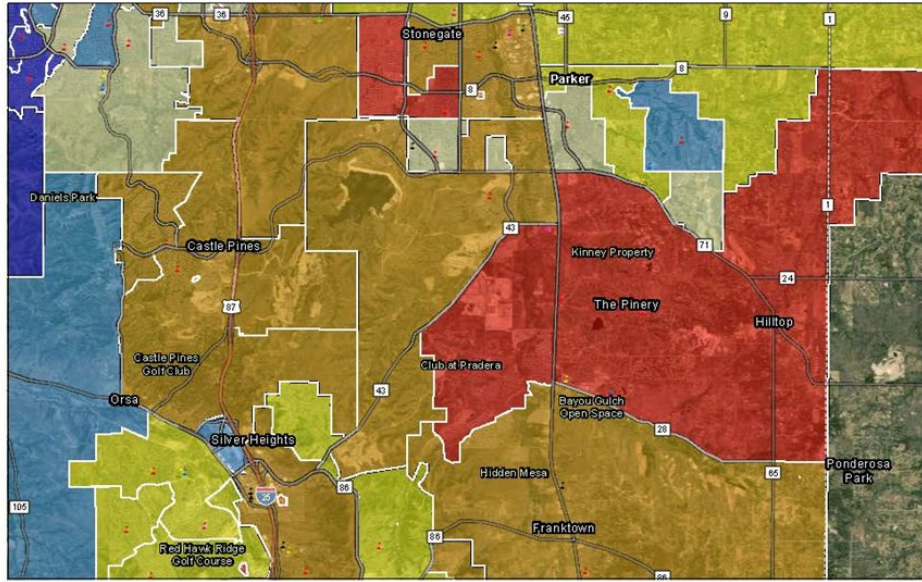 36
36
45
9
1
Stonegate
Parker
8
8
Daniels Park
Castle Pines
43
1
71
Kinney Property
24
87
The Pinery
Hilltop
Castle Pines
Golf Club
Club at Pradera
43
Orsa
Bayou Gulch
Open Space
28
Silver Heights
Hidden Mesa
65
Ponderosa
Park
86
25
105
Franktown
86
Red Hawk Ridge
Golf Course
86